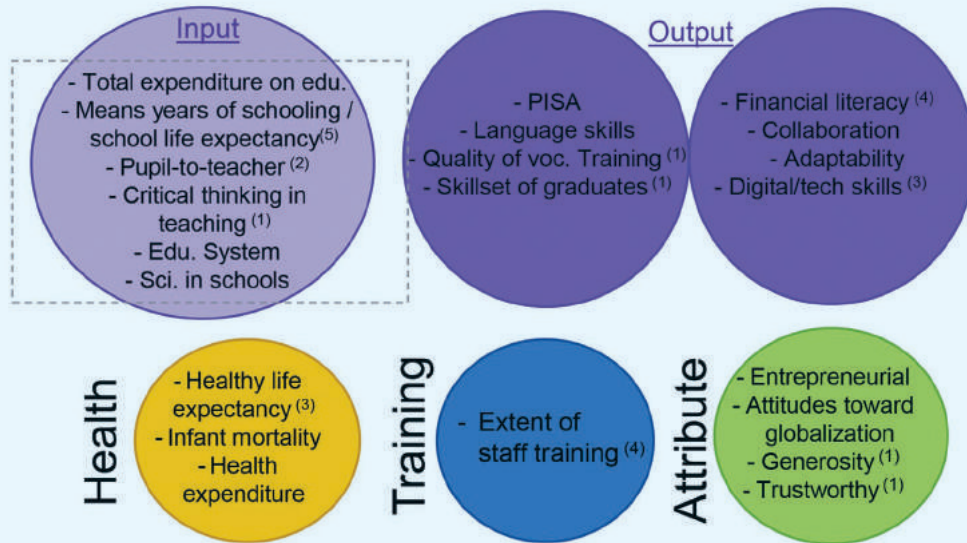 Input
- Total expenditure on edu.
- Means years of schooling /
school life expectancy(5)
- Pupil-to-teacher (2)
- Critical thinking in
teaching (1)
- Edu. System
- Sci. in schools
Output
- PISA
- Language skills
- Quality of voc. Training (1)
- Skillset of graduates (1)
- Financial literacy (4)
- Collaboration
- Adaptability
- Digital/tech skills (3)
Health
- Healthy life
expectancy (3)
- Infant mortality
- Health
expenditure
Training
- Extent of
staff training (4)
Attribute
- Entrepreneurial
- Attitudes toward
globalization
- Generosity (1)
- Trustworthy (1)